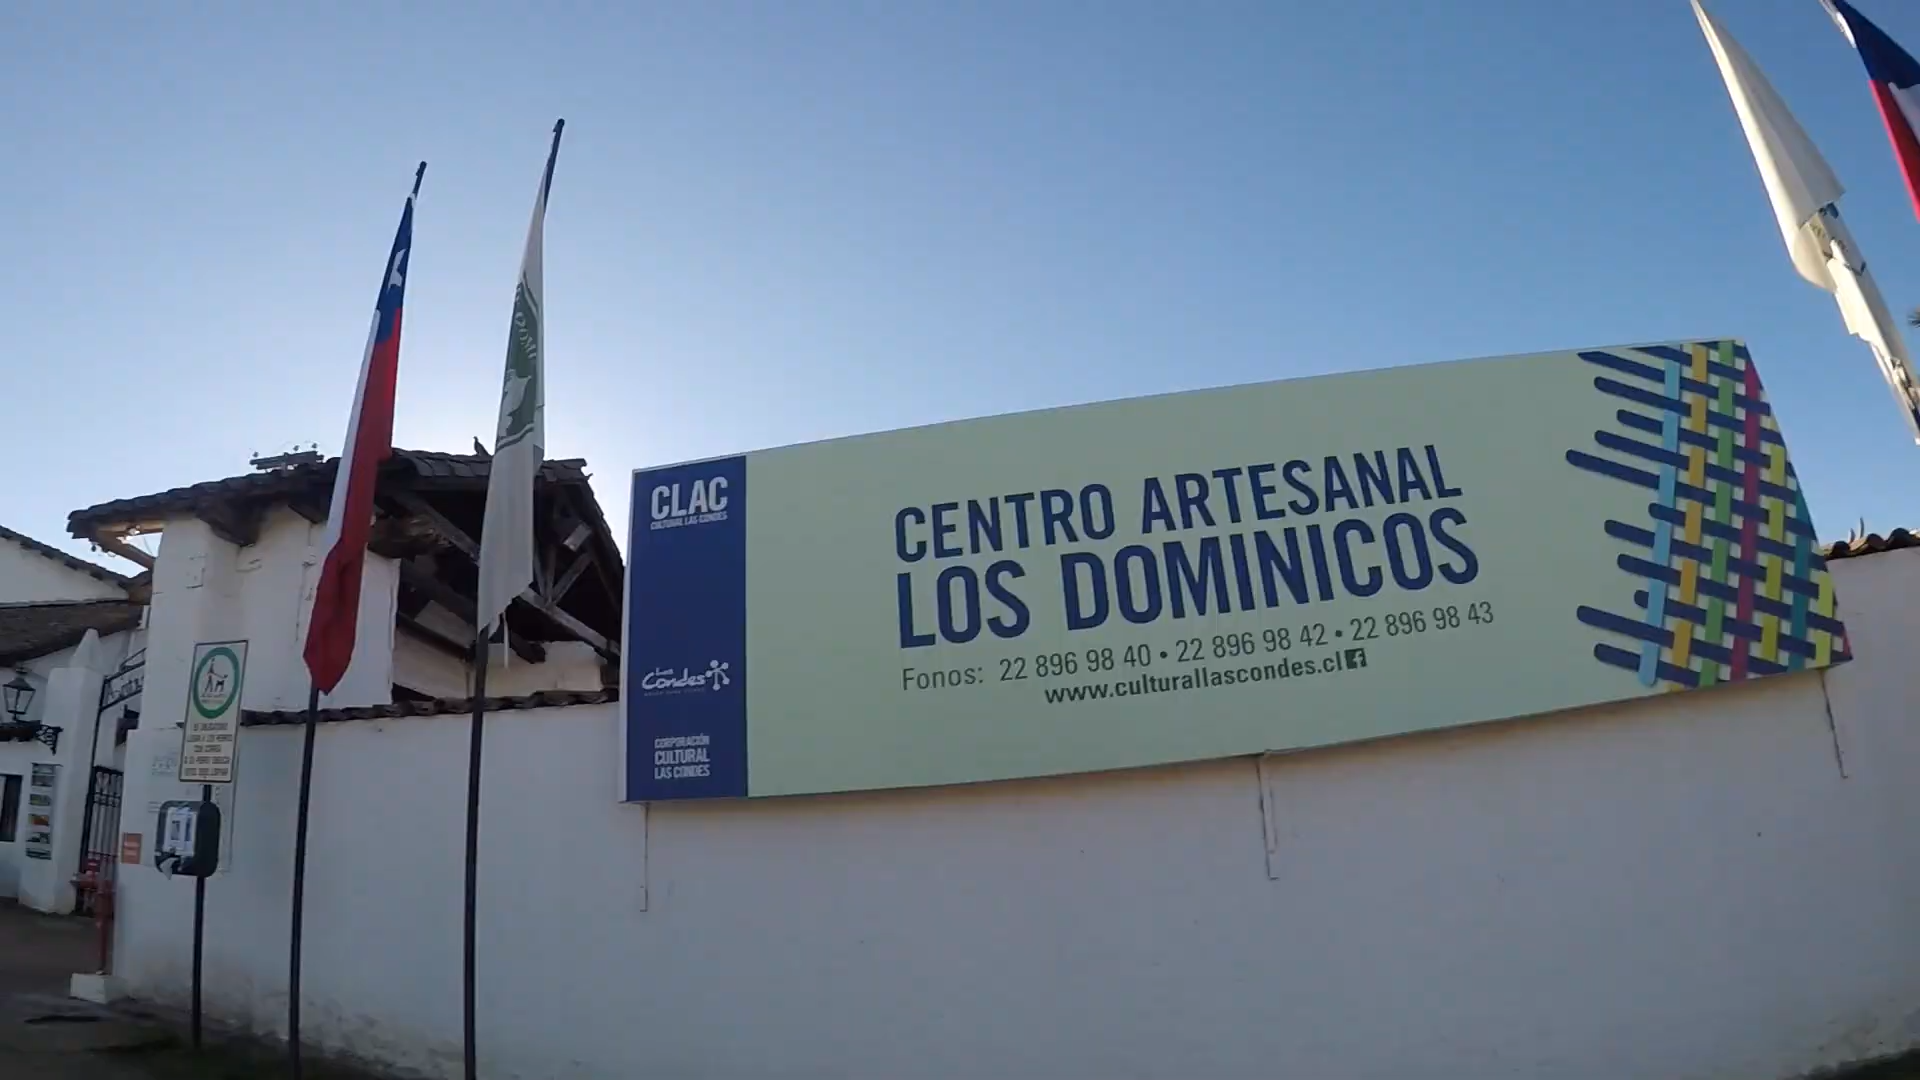 CLAC
CULTURAL LAS CONDES
Las
Condes
CORPORACIÓN
CULTURAL
LAS CONDES
CENTRO ARTESANAL
LOS DOMINICOS
Fonos: 22 896 98 40 • 22 896 98 42 • 22 896 98 43
www.culturallascondes.cl